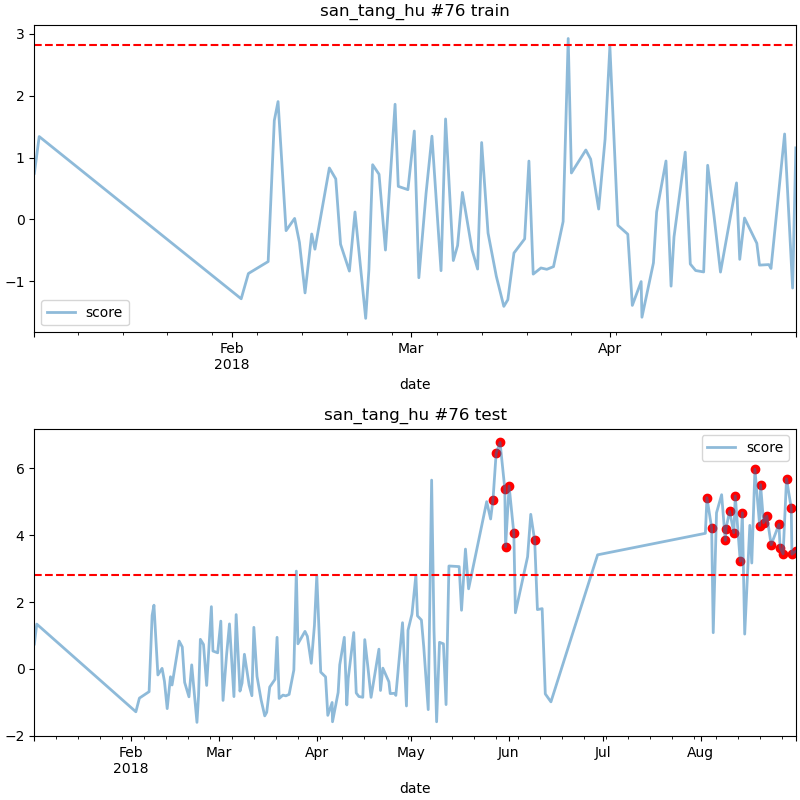 san_tang_hu #76 train
3
2
1
0
−1
score
Feb
2018
Mar
Apr
date
san_tang_hu #76 test
6
4
2
0
−2
score
Feb
2018
Mar
Apr
May
Jun
Jul
Aug
date